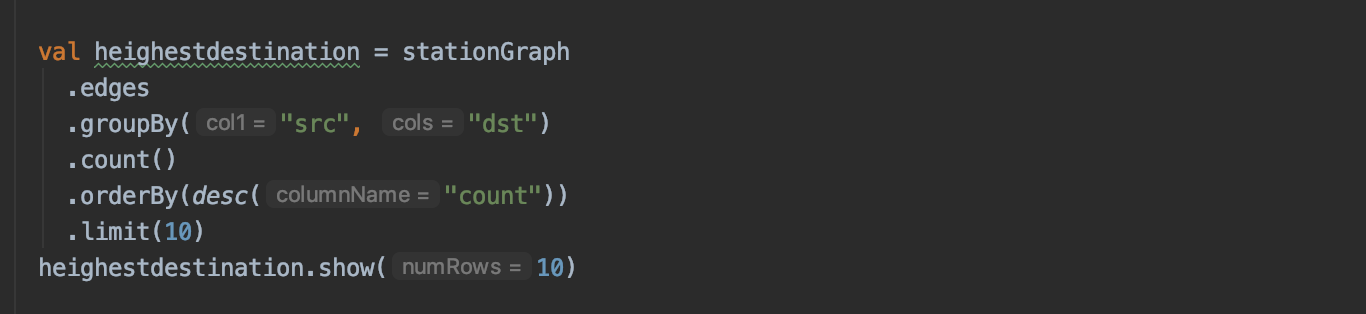 val heighestdestination = stationGraph
.edges
.groupBy( col1 = "src", cols = "dst")
.count()
.orderBy(desc( columnName = "count"))
.limit(10)
heighestdestination.show( numRows = 10)